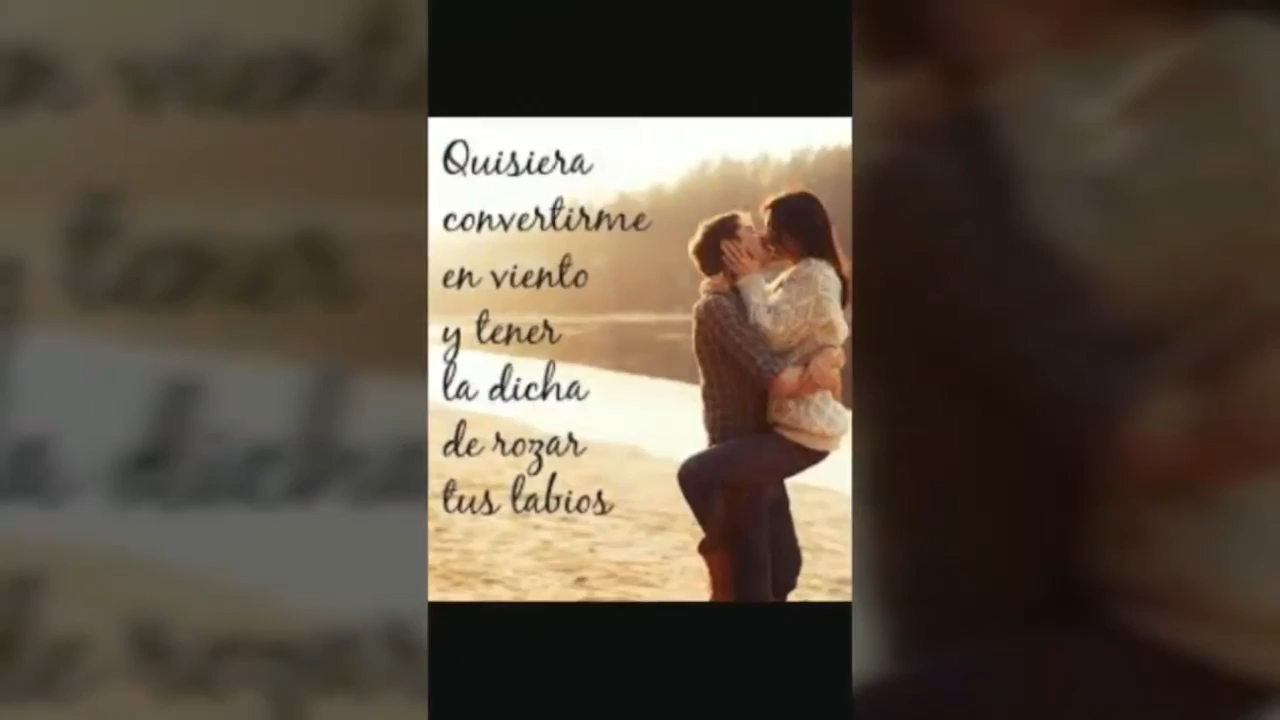 Quisiera
convertirme
en viento
y tener
la dicha
de rozar
tus labios